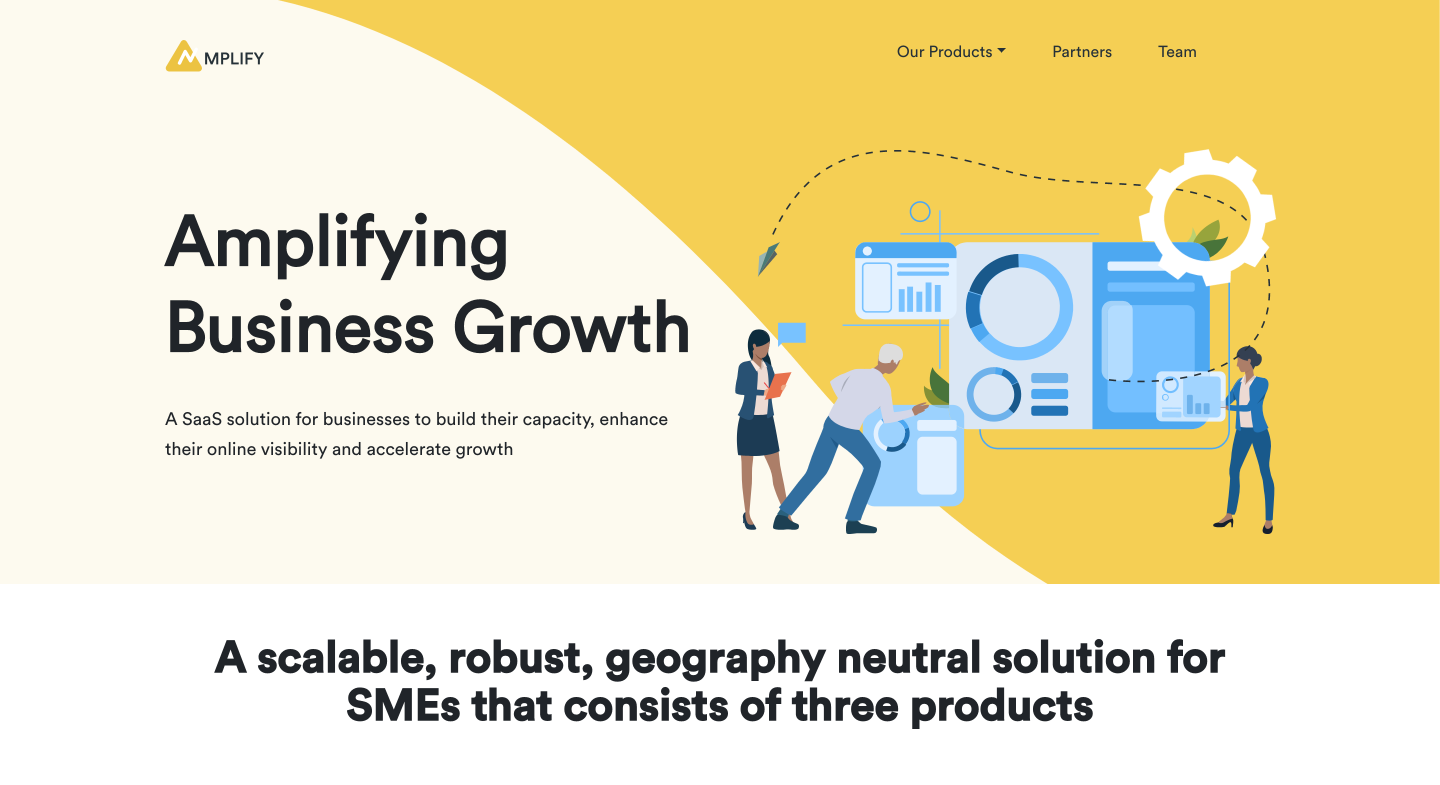 MPLIFY
Our Products
Partners
Team
Amplifying
Business Growth
A SaaS solution for businesses to build their capacity, enhance
their online visibility and accelerate growth
A scalable, robust, geography neutral solution for
SMEs that consists of three products